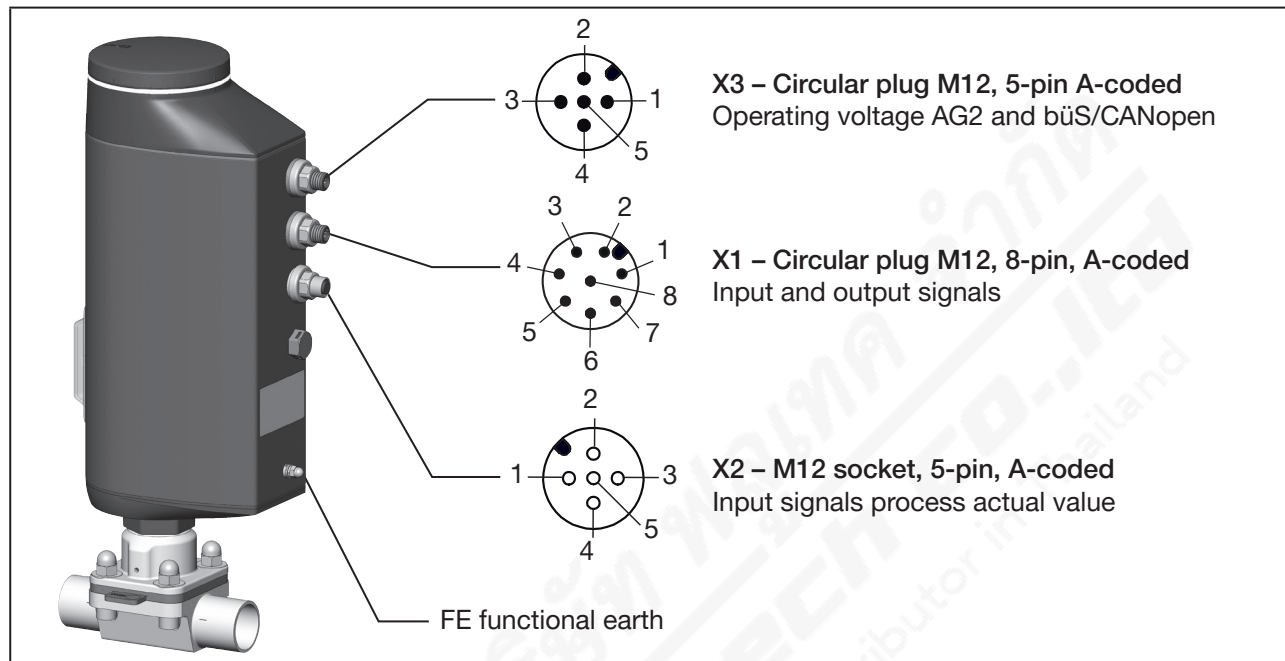 2
3
1
5
4
X3 – Circular plug M12, 5-pin A-coded
Operating voltage AG2 and büS/CANopen
3
2
4
1
8
5
7
6
X1 – Circular plug M12, 8-pin, A-coded
Input and output signals
2
1
3
5
4
X2 – M12 socket, 5-pin, A-coded
Input signals process actual value
FE functional earth